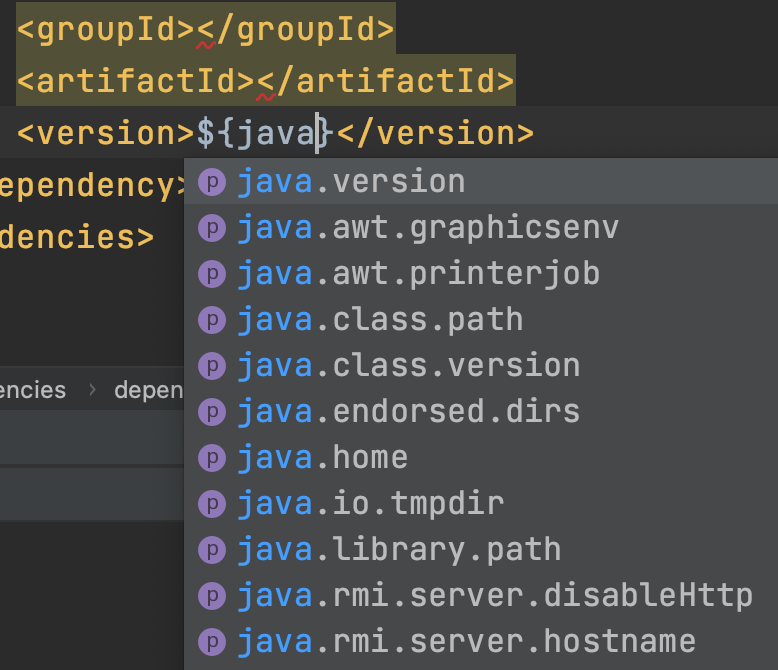 <groupId></groupId>
<artifactId></artifactId>
<version>${java}</version>
ependency>
dencies>
java.version
java.awt.graphicsenv
java.awt.printerjob
java.class.path
java.class.version
java.endorsed.dirs
java.home
java.io.tmpdir
java.library.path
java.rmi.server.disableHttp
java.rmi.server.hostname
encies › depen